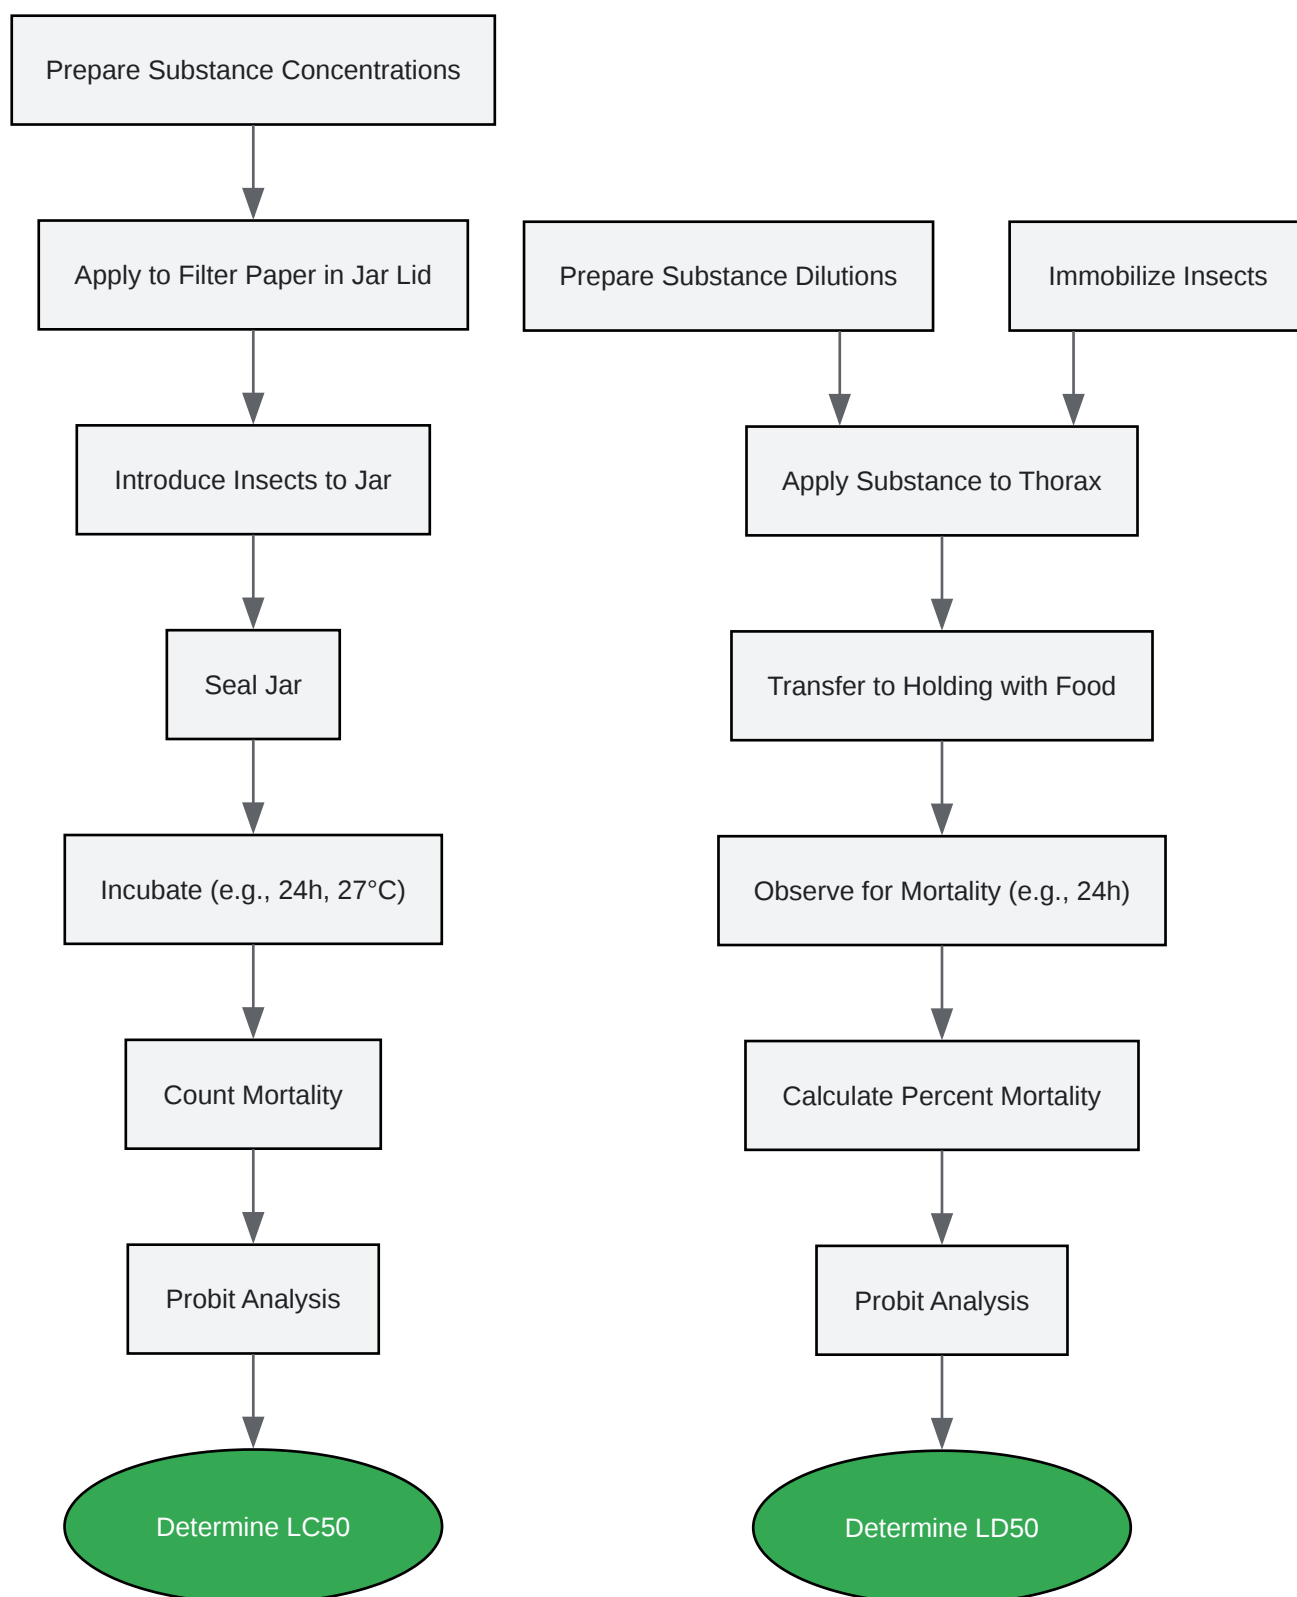 Prepare Substance Concentrations
Apply to Filter Paper in Jar Lid
Introduce Insects to Jar
Seal Jar
Incubate (e.g., 24h, 27°C)
Count Mortality
Probit Analysis
Determine LC50
Prepare Substance Dilutions
Immobilize Insects
Apply Substance to Thorax
Transfer to Holding with Food
Observe for Mortality (e.g., 24h)
Calculate Percent Mortality
Probit Analysis
Determine LD50